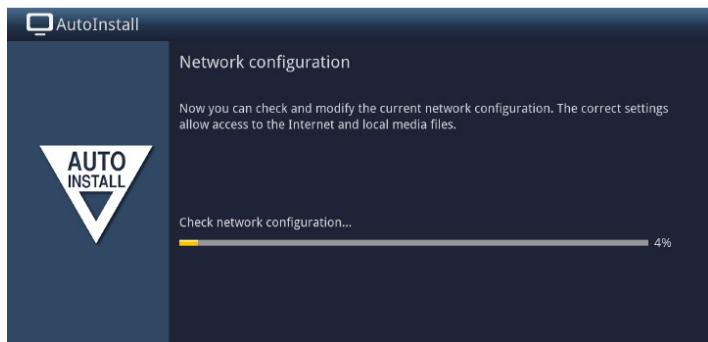 AutoInstall
Network configuration
Now you can check and modify the current network configuration. The correct settings
allow access to the Internet and local media files.
AUTO
INSTALL
Check network configuration...
4%